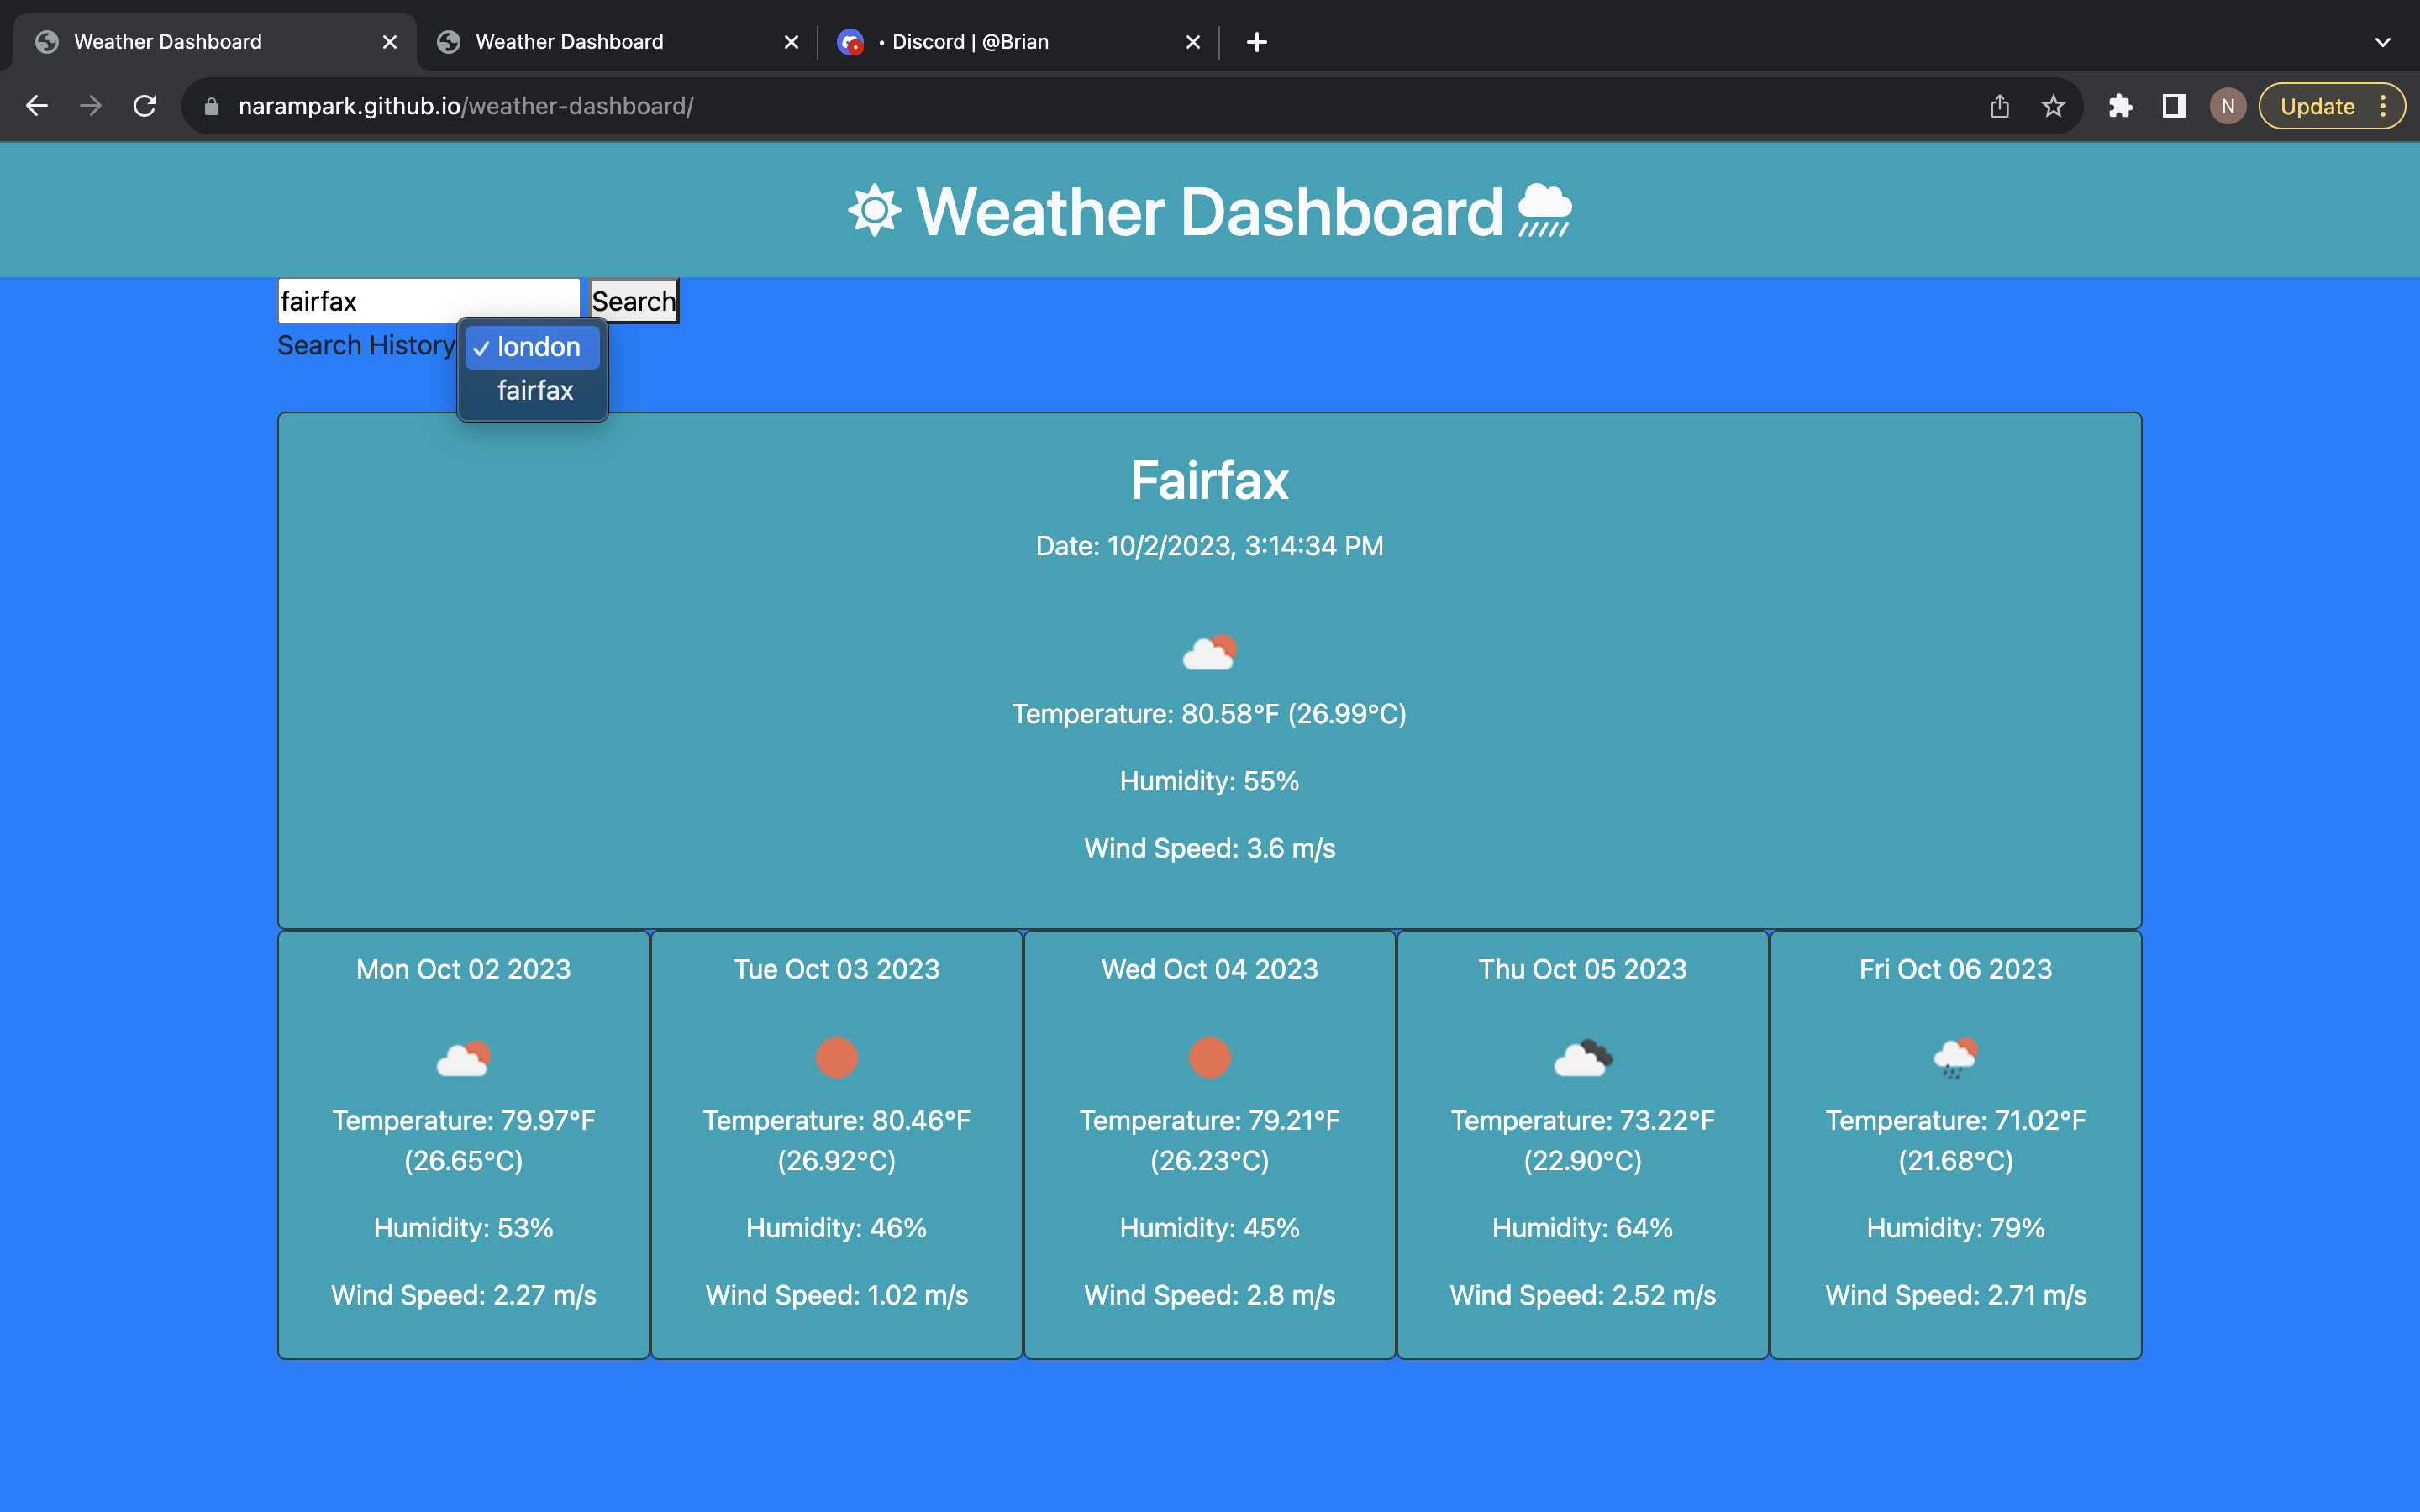 Weather Dashboard
Weather Dashboard
• Discord | @Brian
narampark.github.io/weather-dashboard/
N
Update
Weather Dashboard
fairfax
Search
Search History
✓ london
fairfax
Fairfax
Date: 10/2/2023, 3:14:34 PM
Temperature: 80.58°F (26.99°C)
Humidity: 55%
Wind Speed: 3.6 m/s
Mon Oct 02 2023
Temperature: 79.97°F
(26.65°C)
Humidity: 53%
Wind Speed: 2.27 m/s
Tue Oct 03 2023
Temperature: 80.46°F
(26.92°C)
Humidity: 46%
Wind Speed: 1.02 m/s
Wed Oct 04 2023
Temperature: 79.21°F
(26.23°C)
Humidity: 45%
Wind Speed: 2.8 m/s
Thu Oct 05 2023
Temperature: 73.22°F
(22.90°C)
Humidity: 64%
Wind Speed: 2.52 m/s
Fri Oct 06 2023
Temperature: 71.02°F
(21.68°C)
Humidity: 79%
Wind Speed: 2.71 m/s